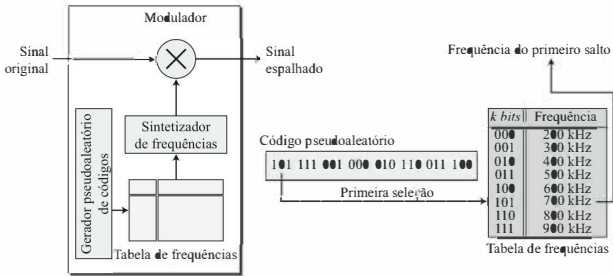 Modulador
Sinal
original
Sinal
espalhado
Gerador pseudoaleatório
de códigos
Sintetizador
de frequências
Tabela de frequências
Frequência do primeiro salto
Código pseudoaleatório
101 111 001 000 010 110 011 100
Primeira seleção
k bits Frequência
000 200 kHz
001 300 kHz
010 400 kHz
011 500 kHz
100 600 kHz
101 700 kHz
110 800 kHz
111 900 kHz
Tabela de frequências